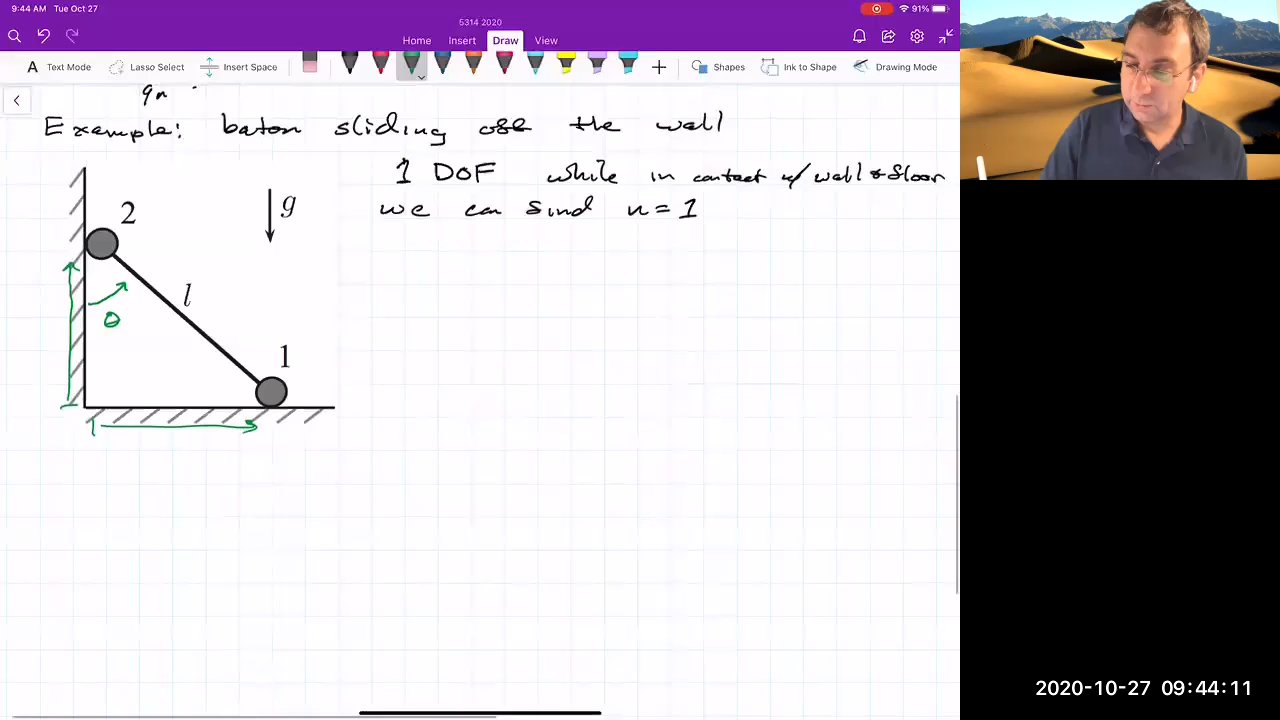 9:44 AM Tue Oct 27
91%
5314 2020
Home Insert Draw View
Text Mode Lasso Select Insert Space Shapes Ink to Shape Drawing Mode
qn
Example: baton sliding off the wall
1 DOF while in contact w/ wall & floor
we can find n = 1
2
g
l
θ
1
2020-10-27 09:44:11